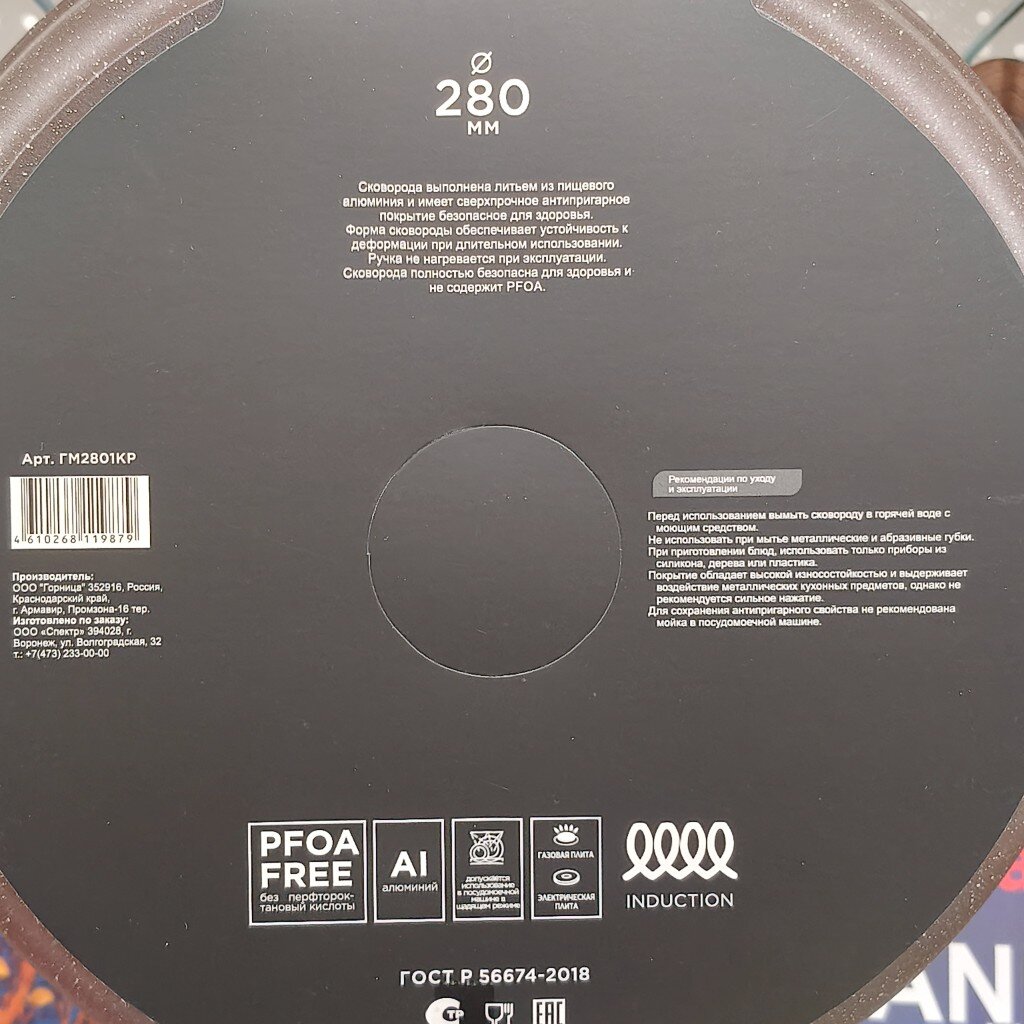 Ø
280
ММ
Сковорода выполнена литьем из пищевого
алюминия и имеет сверхпрочное антипригарное
покрытие безопасное для здоровья.
Форма сковороды обеспечивает устойчивость к
деформации при длительном использовании.
Ручка не нагревается при эксплуатации.
Сковорода полностью безопасна для здоровья и
не содержит PFOA.
Арт. ГМ2801КР
4 610268 119879
Производитель:
ООО "Горница" 352916, Россия,
Краснодарский край,
г. Армавир, Промзона-16 тер.
Изготовлено по заказу:
ООО «Спектр» 394028, г.
Воронеж, ул. Волгоградская, 32
т.: +7(473) 233-00-00
Рекомендации по уходу
и эксплуатации
Перед использованием вымыть сковороду в горячей воде с
моющим средством.
Не использовать при мытье металлические и абразивные губки.
При приготовлении блюд, использовать только приборы из
силикона, дерева или пластика.
Покрытие обладает высокой износостойкостью и выдерживает
воздействие металлических кухонных предметов, однако не
рекомендуется сильное нажатие.
Для сохранения антипригарного свойства не рекомендована
мойка в посудомоечной машине.
PFOA
FREE
без перфторок-
тановый кислоты
Al
алюминий
допускается
использование
в посудомоечной
машине в
щадящем режиме
ГАЗОВАЯ ПЛИТА
ЭЛЕКТРИЧЕСКАЯ
ПЛИТА
INDUCTION
ГОСТ Р 56674-2018
СТР
EAC
AN